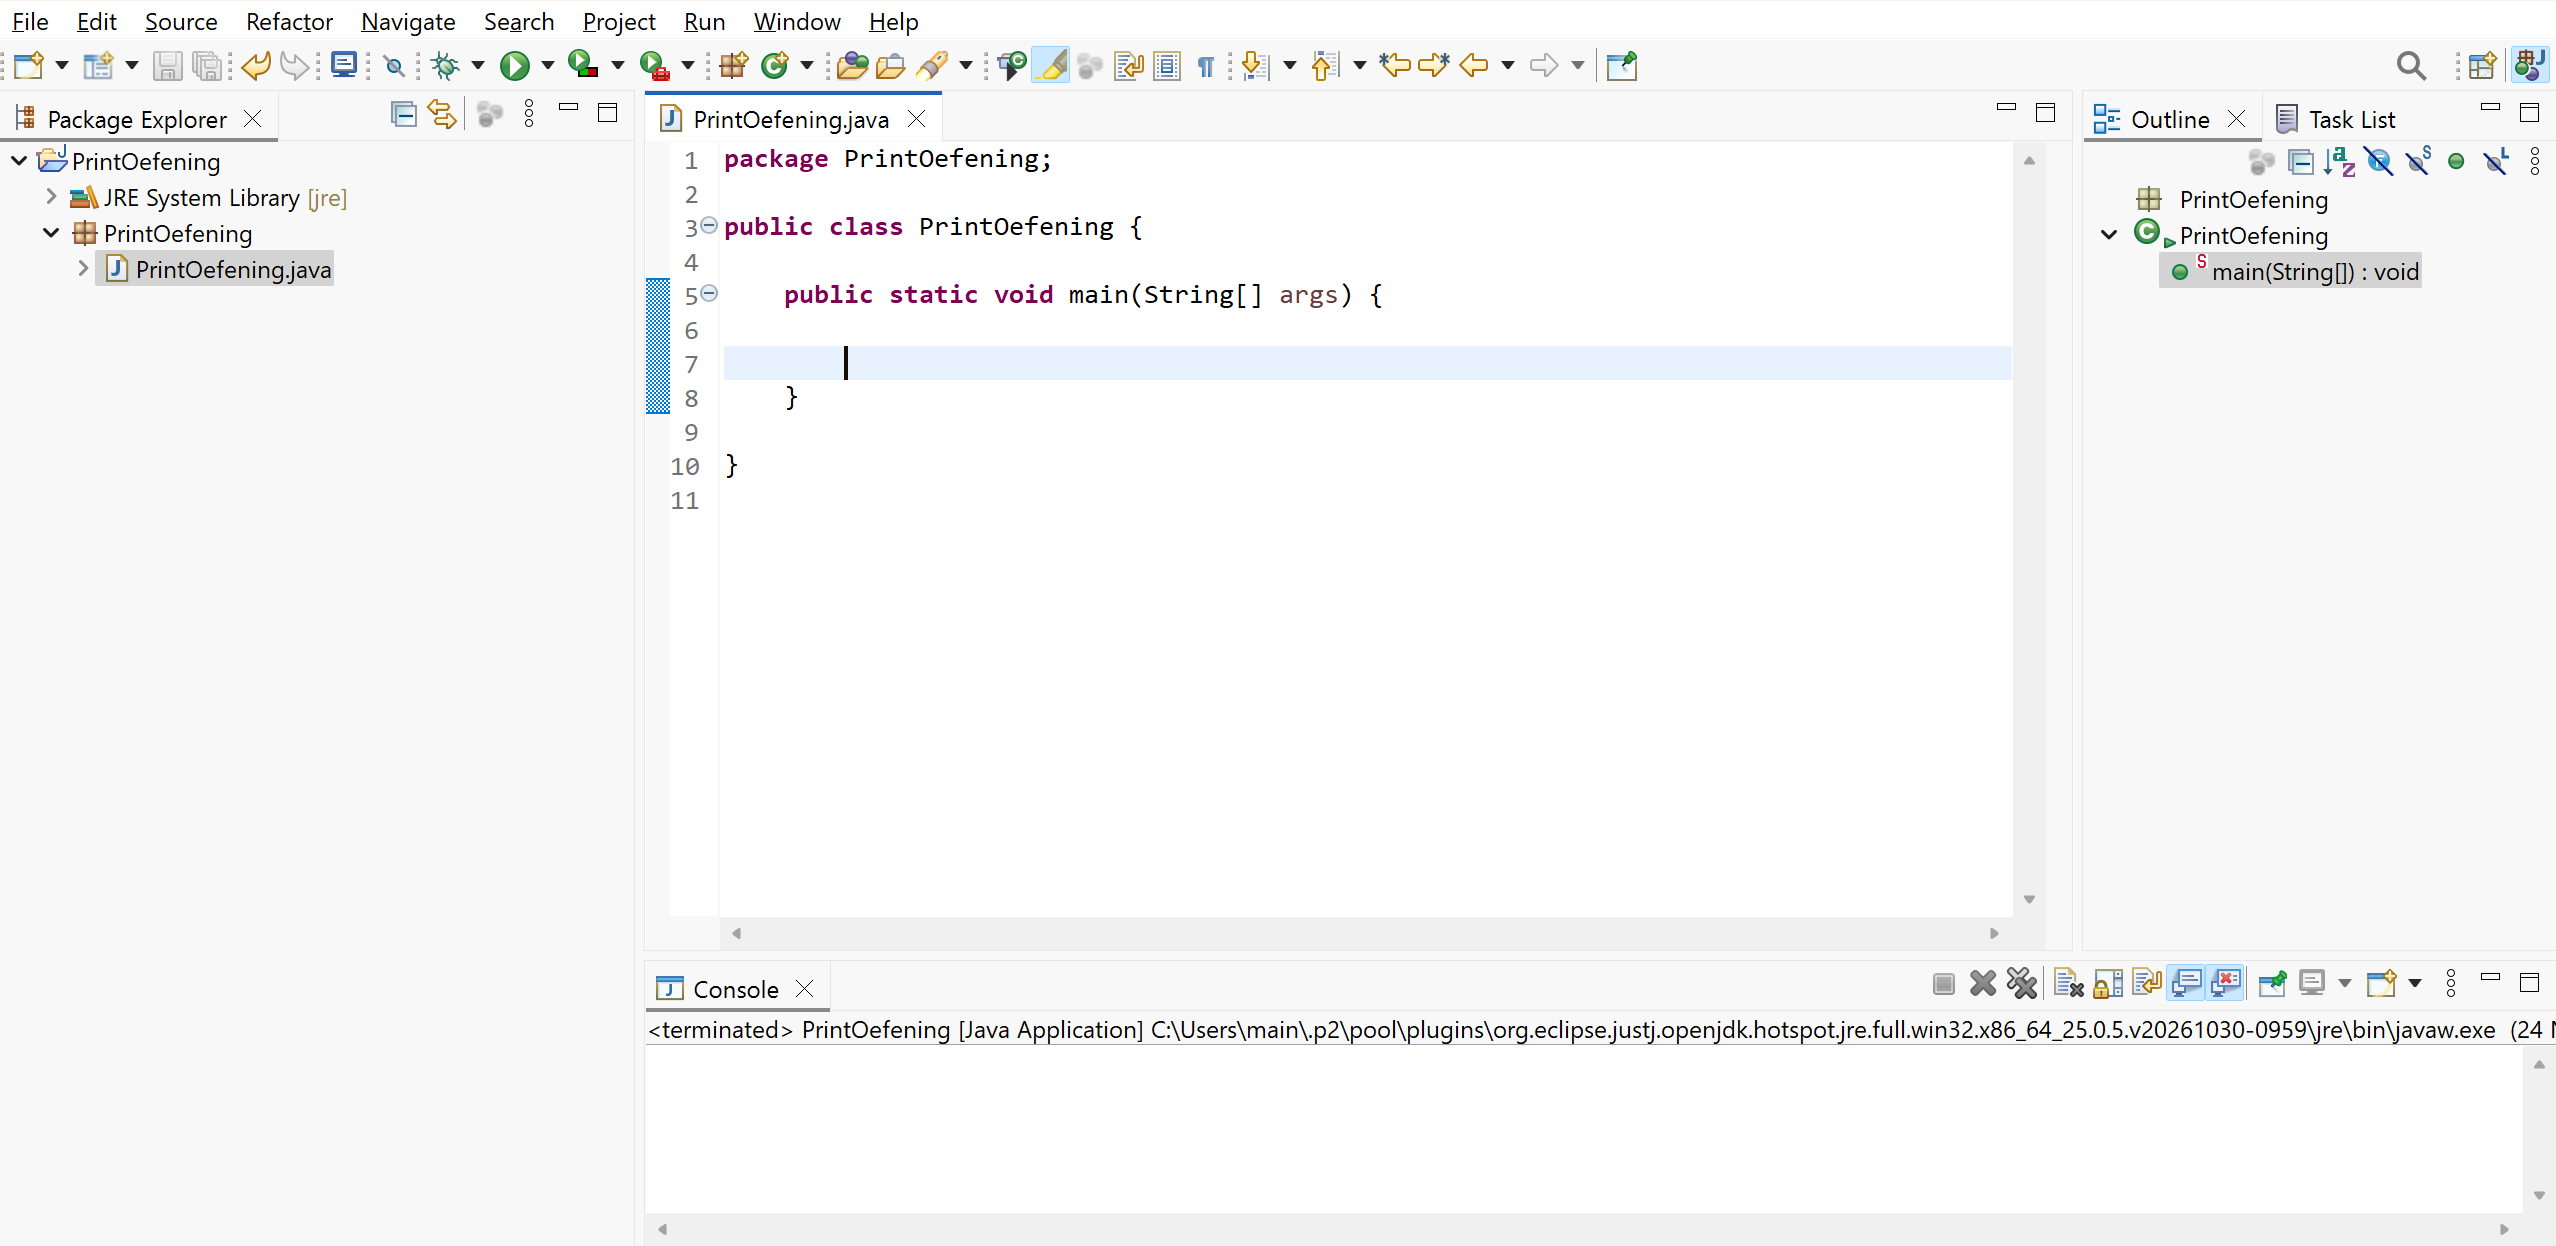 File Edit Source Refactor Navigate Search Project Run Window Help
Package Explorer
PrintOefening
JRE System Library [jre]
PrintOefening
PrintOefening.java
PrintOefening.java
1 package PrintOefening;
2
3 public class PrintOefening {
4
5 public static void main(String[] args) {
6
7
8 }
9
10 }
11
Outline Task List
PrintOefening
PrintOefening
main(String[]) : void
Console
<terminated> PrintOefening [Java Application] C:\Users\main\.p2\pool\plugins\org.eclipse.justj.openjdk.hotspot.jre.full.win32.x86_64_25.0.5.v20261030-0959\jre\bin\javaw.exe (24 N